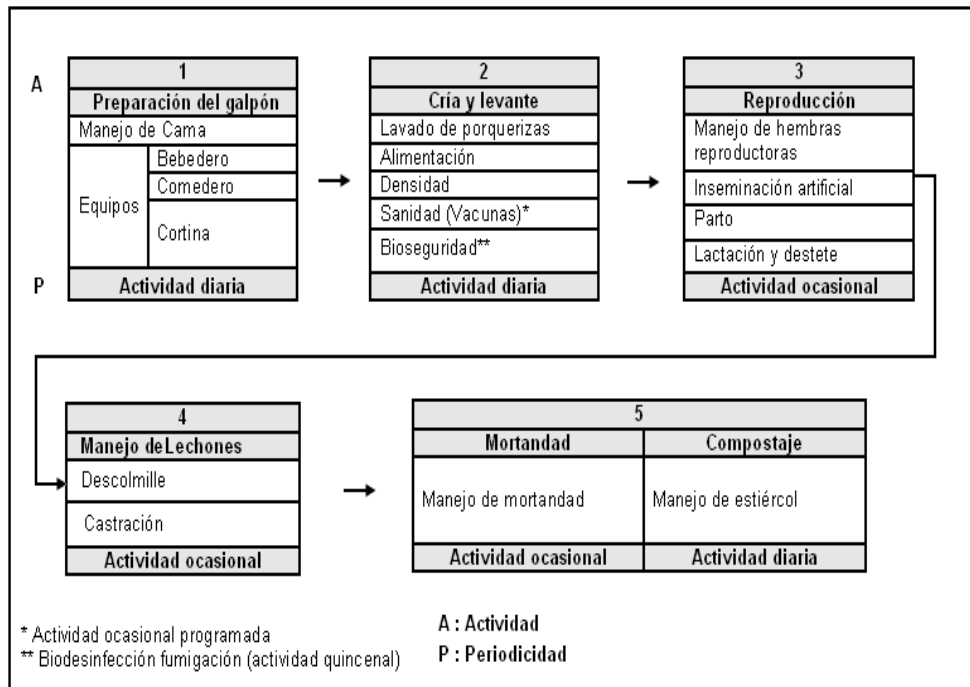 A
1
Preparación del galpón
Manejo de Cama
Equipos
Bebedero
Comedero
Cortina
P
Actividad diaria
2
Cría y levante
Lavado de porquerizas
Alimentación
Densidad
Sanidad (Vacunas)*
Bioseguridad**
Actividad diaria
3
Reproducción
Manejo de hembras
reproductoras
Inseminación artificial
Parto
Lactación y destete
Actividad ocasional
4
Manejo de Lechones
Descolmille
Castración
Actividad ocasional
5
Mortandad
Manejo de mortandad
Actividad ocasional
Compostaje
Manejo de estiércol
Actividad diaria
* Actividad ocasional programada
** Biodesinfección fumigación (actividad quincenal)
A : Actividad
P : Periodicidad